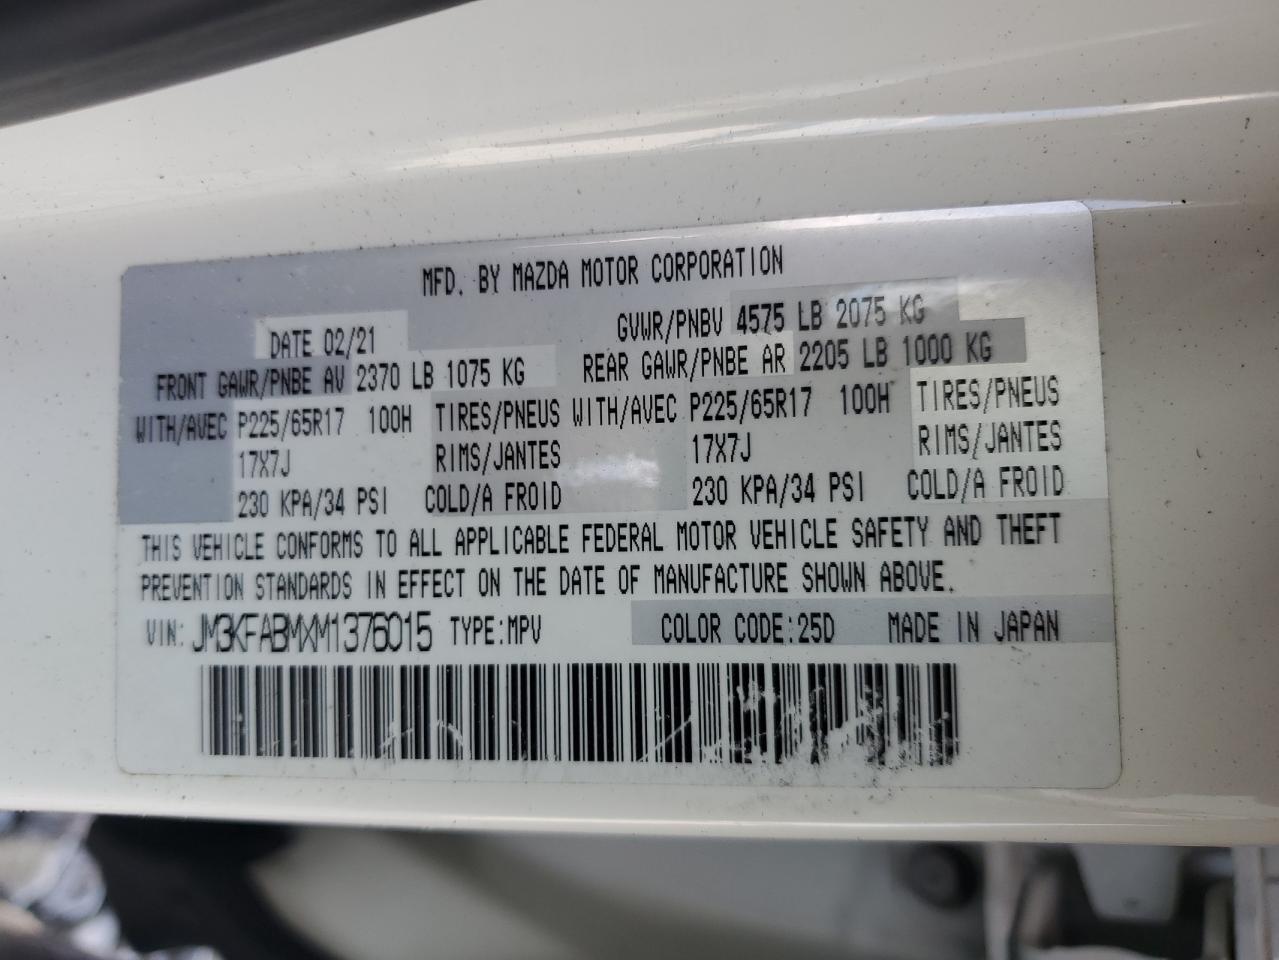 MFD. BY MAZDA MOTOR CORPORATION
DATE 02/21 GVWR/PNBV 4575 LB 2075 KG
FRONT GAWR/PNBE AV 2370 LB 1075 KG REAR GAWR/PNBE AR 2205 LB 1000 KG
WITH/AVEC P225/65R17 100H TIRES/PNEUS WITH/AVEC P225/65R17 100H TIRES/PNEUS
17X7J RIMS/JANTES 17X7J RIMS/JANTES
230 KPA/34 PSI COLD/A FROID 230 KPA/34 PSI COLD/A FROID
THIS VEHICLE CONFORMS TO ALL APPLICABLE FEDERAL MOTOR VEHICLE SAFETY AND THEFT
PREVENTION STANDARDS IN EFFECT ON THE DATE OF MANUFACTURE SHOWN ABOVE.
VIN: JM3KFABMXM1376015 TYPE:MPV COLOR CODE:25D MADE IN JAPAN